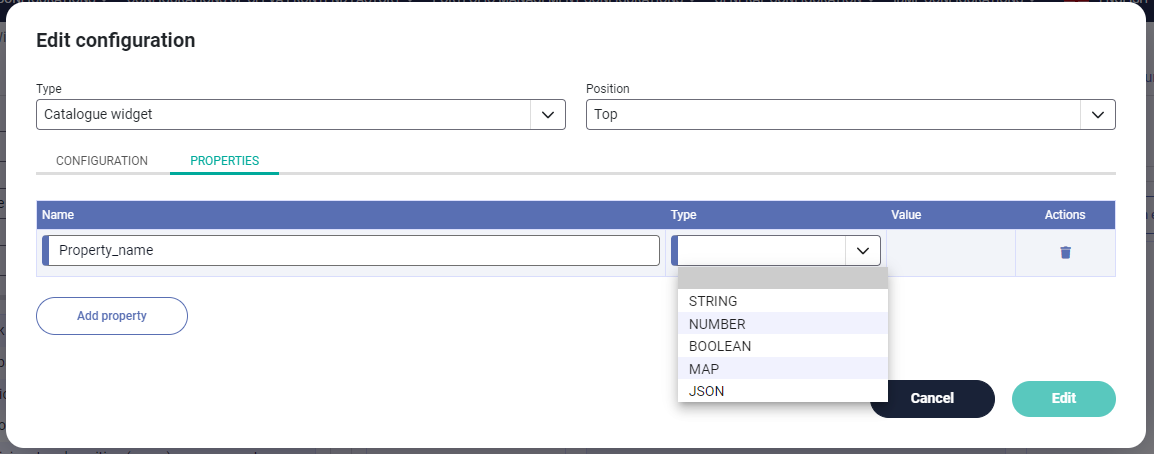 Edit configuration
Type
Position
Catalogue widget
Top
CONFIGURATION
PROPERTIES
Name
Type
Value
Actions
Property_name
STRING
NUMBER
BOOLEAN
MAP
JSON
Add property
Cancel
Edit